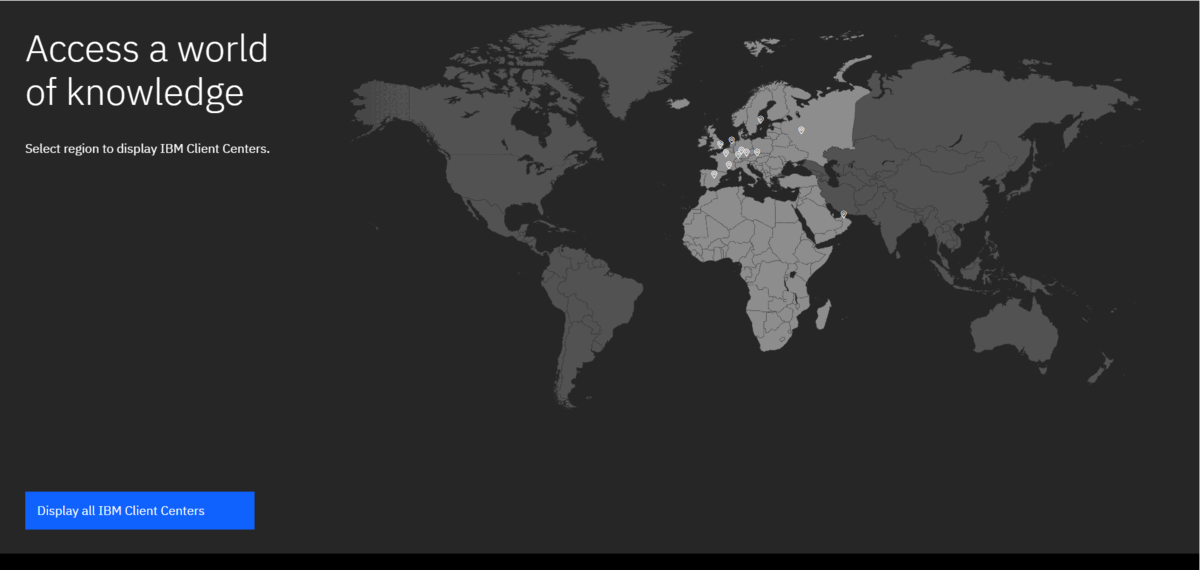 Access a world
of knowledge
Select region to display IBM Client Centers.
Display all IBM Client Centers